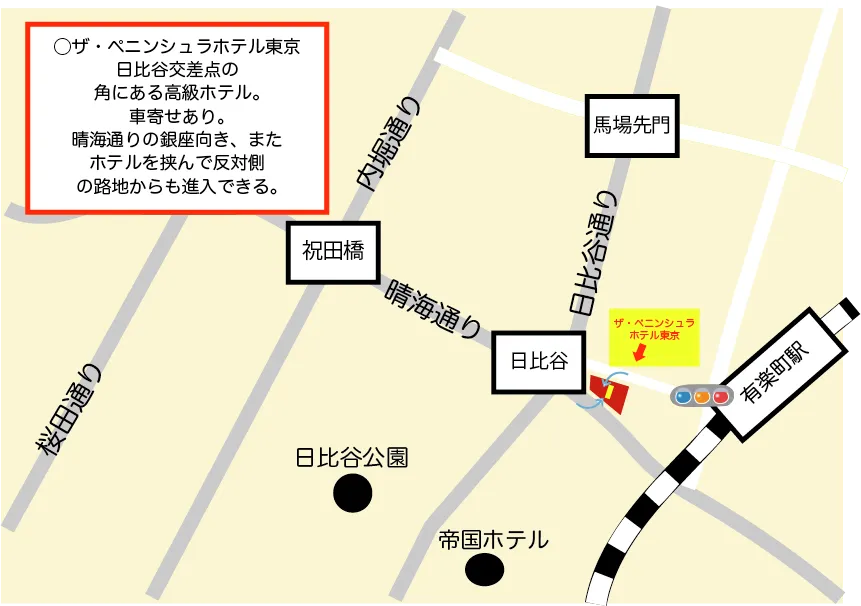 ○ザ・ペニンシュラホテル東京
日比谷交差点の
角にある高級ホテル。
車寄せあり。
晴海通りの銀座向き、また
ホテルを挟んで反対側
の路地からも進入できる。
内堀通り
馬場先門
祝田橋
日比谷通り
晴海通り
ザ・ペニンシュラ
ホテル東京
日比谷
有楽町駅
桜田通り
日比谷公園
帝国ホテル